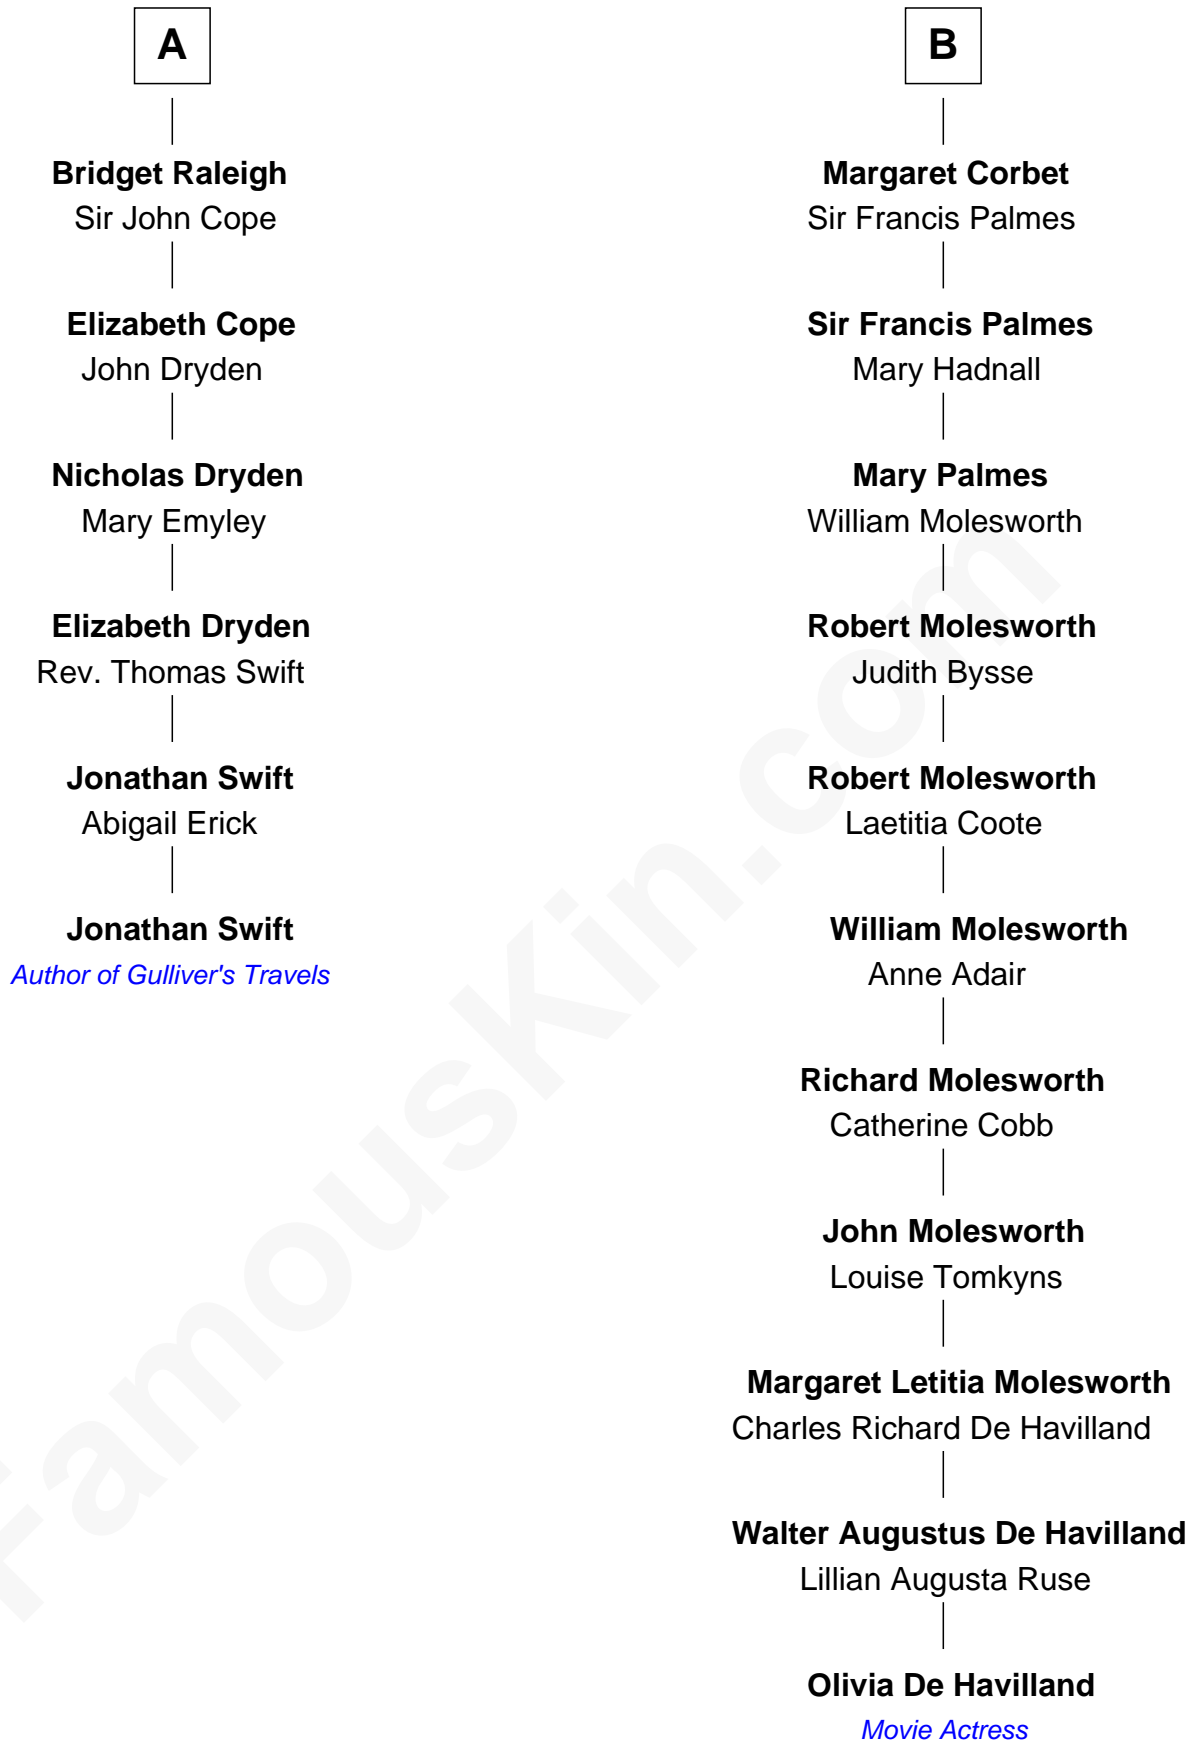 A
Bridget Raleigh
Sir John Cope
Elizabeth Cope
John Dryden
Nicholas Dryden
Mary Emyley
Elizabeth Dryden
Rev. Thomas Swift
Jonathan Swift
Abigail Erick
Jonathan Swift
Author of Gulliver's Travels
B
Margaret Corbet
Sir Francis Palmes
Sir Francis Palmes
Mary Hadnall
Mary Palmes
William Molesworth
Robert Molesworth
Judith Bysse
Robert Molesworth
Laetitia Coote
William Molesworth
Anne Adair
Richard Molesworth
Catherine Cobb
John Molesworth
Louise Tomkyns
Margaret Letitia Molesworth
Charles Richard De Havilland
Walter Augustus De Havilland
Lillian Augusta Ruse
Olivia De Havilland
Movie Actress
FamousKin.com